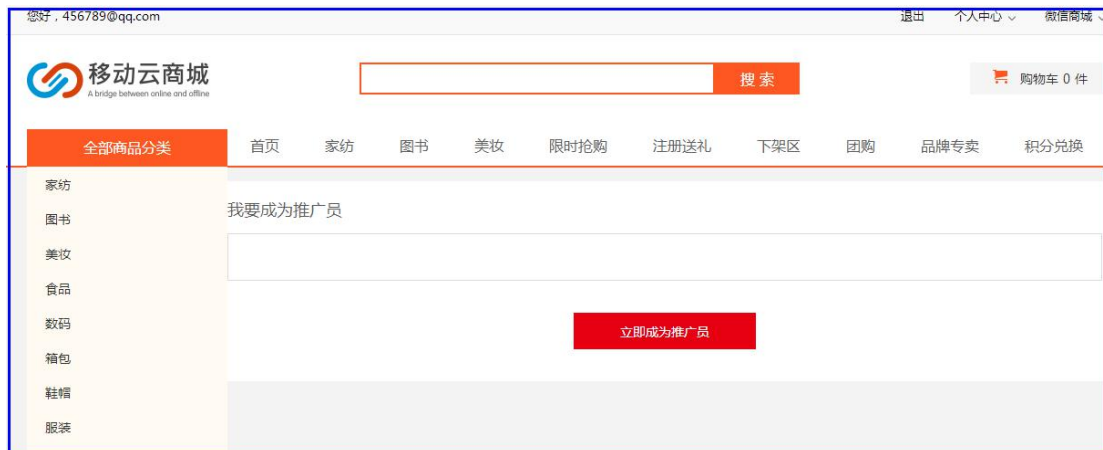 您好，456789@qq.com 退出 个人中心 微信商城
移动云商城
A bridge between online and offline
搜 索
购物车 0 件
全部商品分类 首页 家纺 图书 美妆 限时抢购 注册送礼 下架区 团购 品牌专卖 积分兑换
家纺
图书
美妆
食品
数码
箱包
鞋帽
服装
我要成为推广员
立即成为推广员